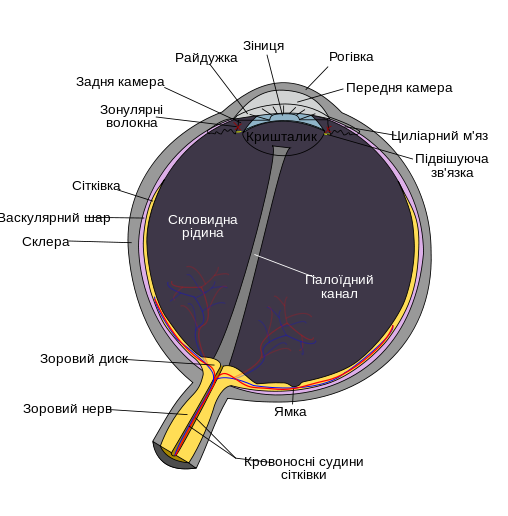 Зіниця
Райдужка
Рогівка
Задня камера
Передня камера
Зонулярні
волокна
Кришталик
Циліарний м'яз
Підвішуюча
зв'язка
Сітківка
Васкулярний шар
Скловидна
рідина
Склера
Палоїдний
канал
Зоровий диск
Зоровий нерв
Ямка
Кровоносні судини
сітківки